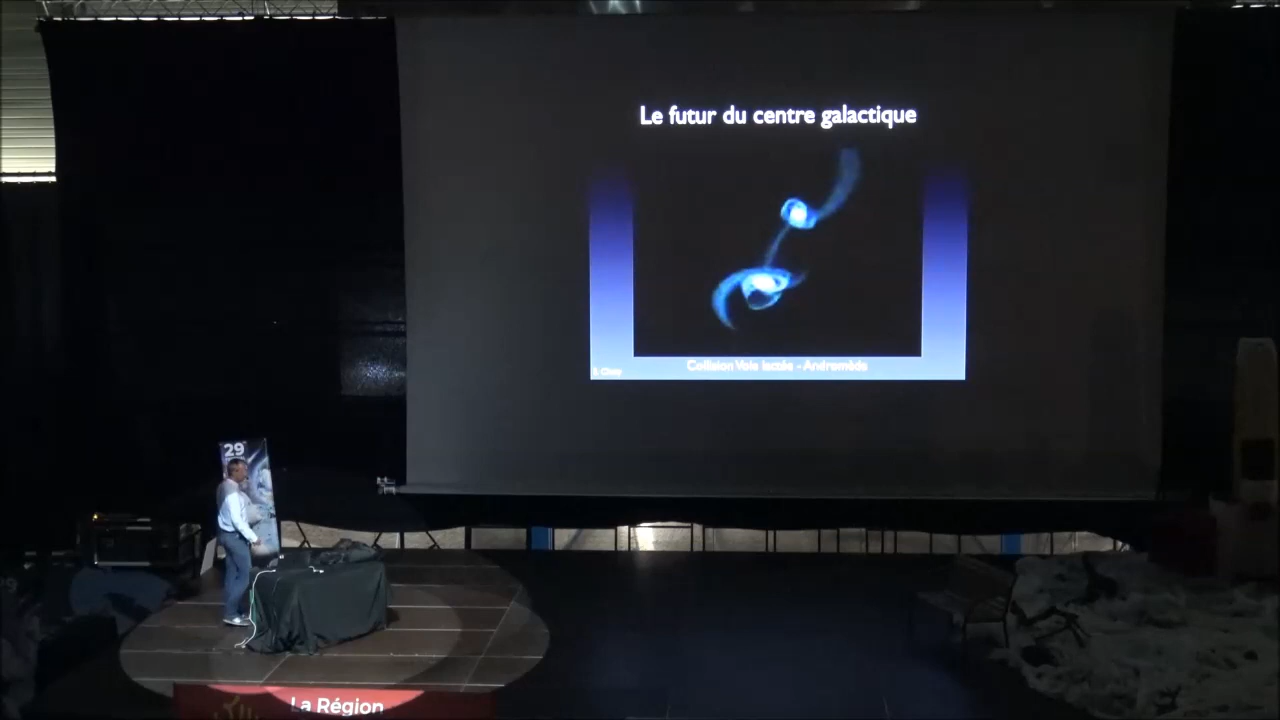 Le futur du centre galactique
Collision Voie lactée - Andromède
29
La Région